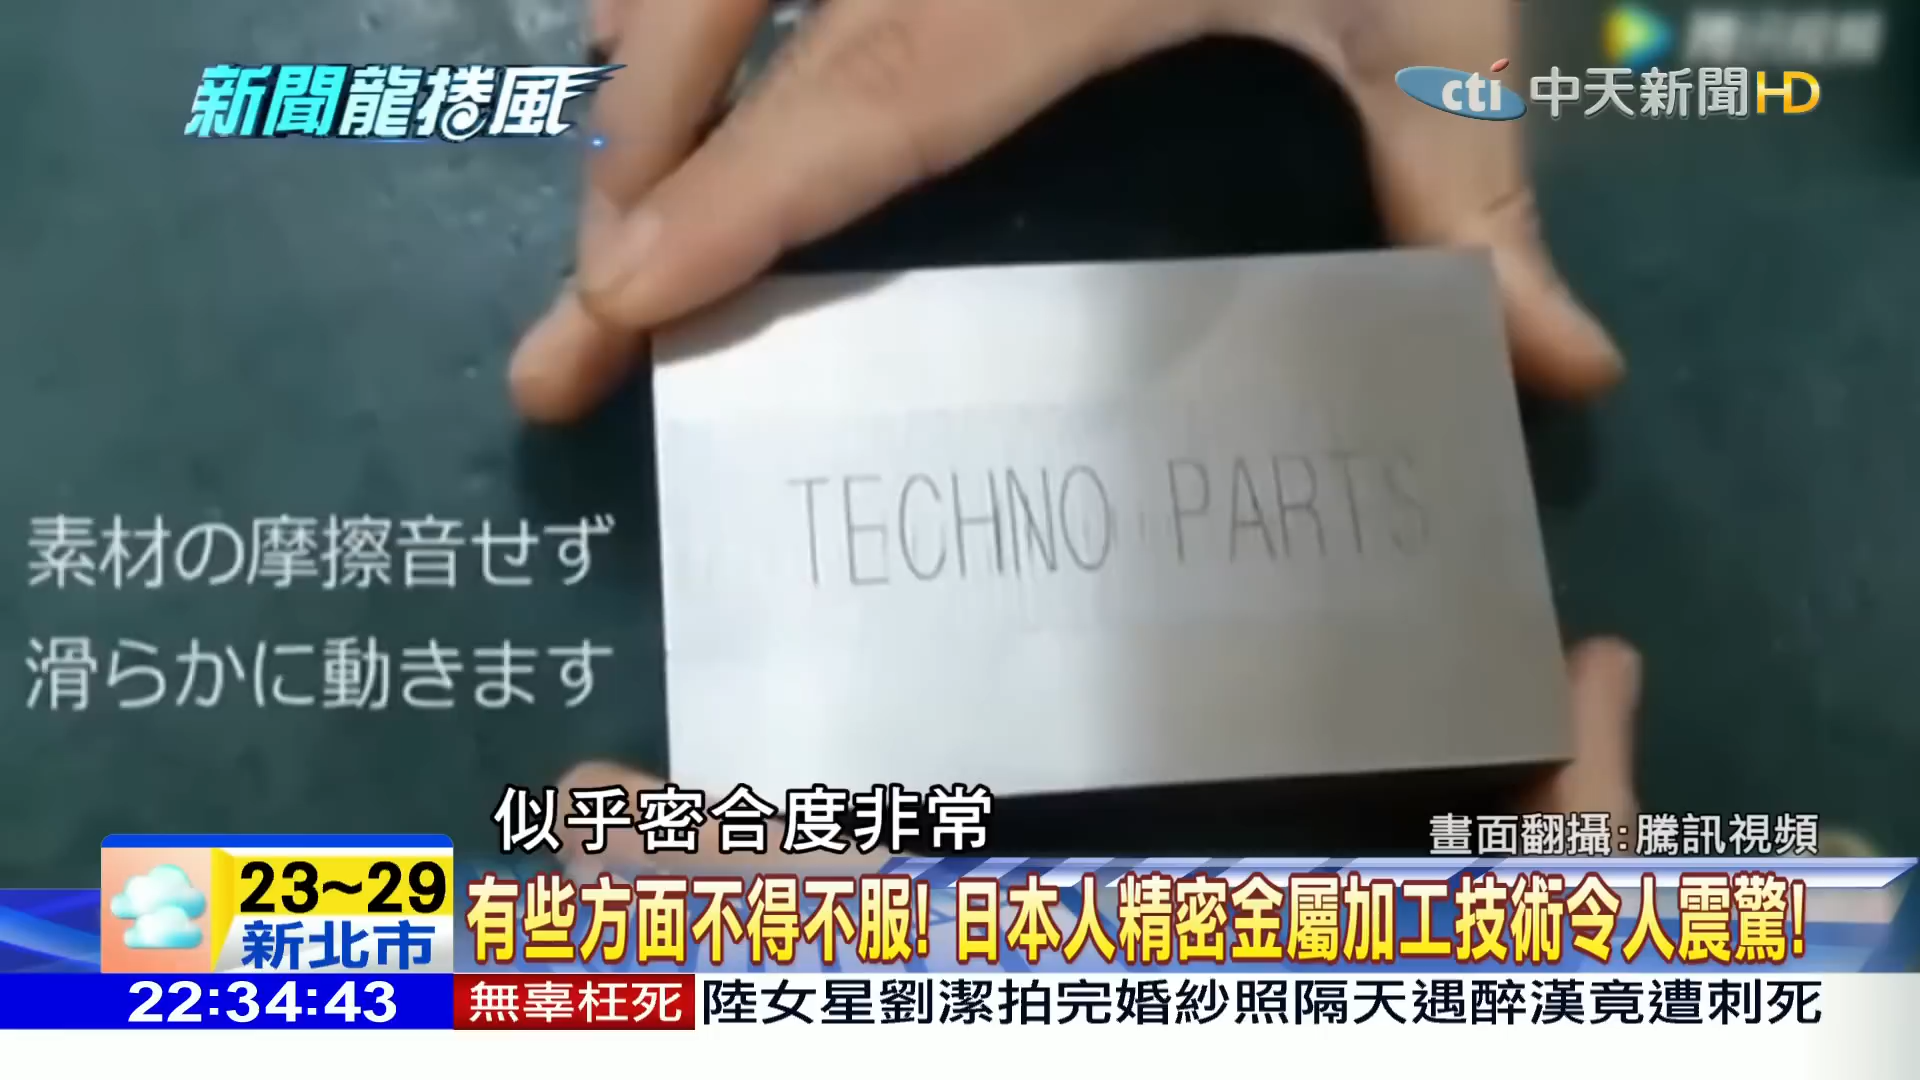 新聞龍捲風
cti 中天新聞HD
TECHNO PARTS
素材の摩擦音せず
滑らかに動きます
似乎密合度非常
畫面翻攝:騰訊視頻
23~29
新北市
有些方面不得不服! 日本人精密金屬加工技術令人震驚!
22:34:43
無辜枉死 陸女星劉潔拍完婚紗照隔天遇醉漢竟遭刺死